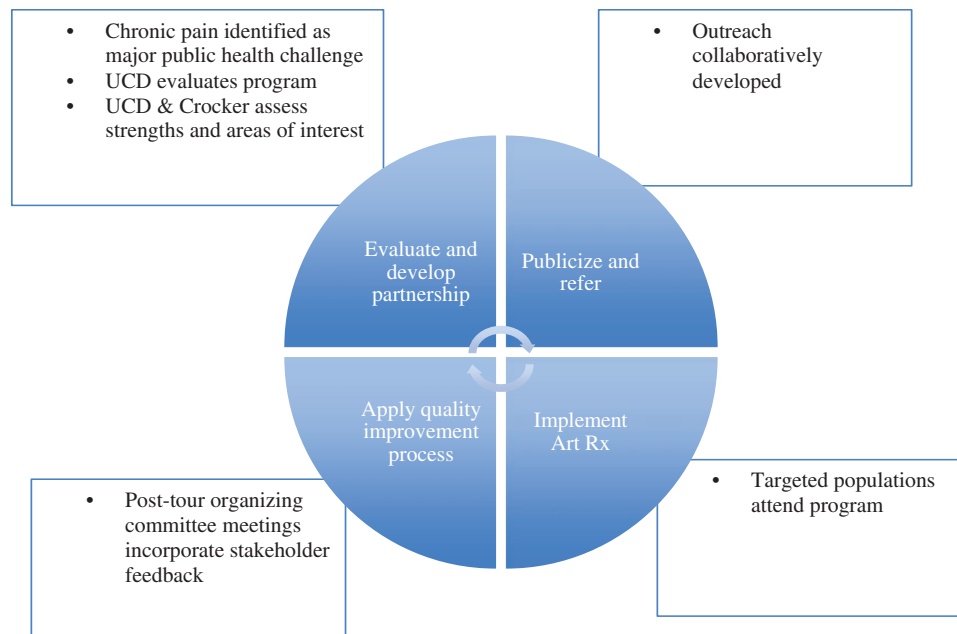 • Chronic pain identified as
major public health challenge
• UCD evaluates program
• UCD & Crocker assess
strengths and areas of interest
• Outreach
collaboratively
developed
Evaluate and
develop
partnership
Publicize and
refer
Apply quality
improvement
process
Implement
Art Rx
• Post-tour organizing
committee meetings
incorporate stakeholder
feedback
• Targeted populations
attend program